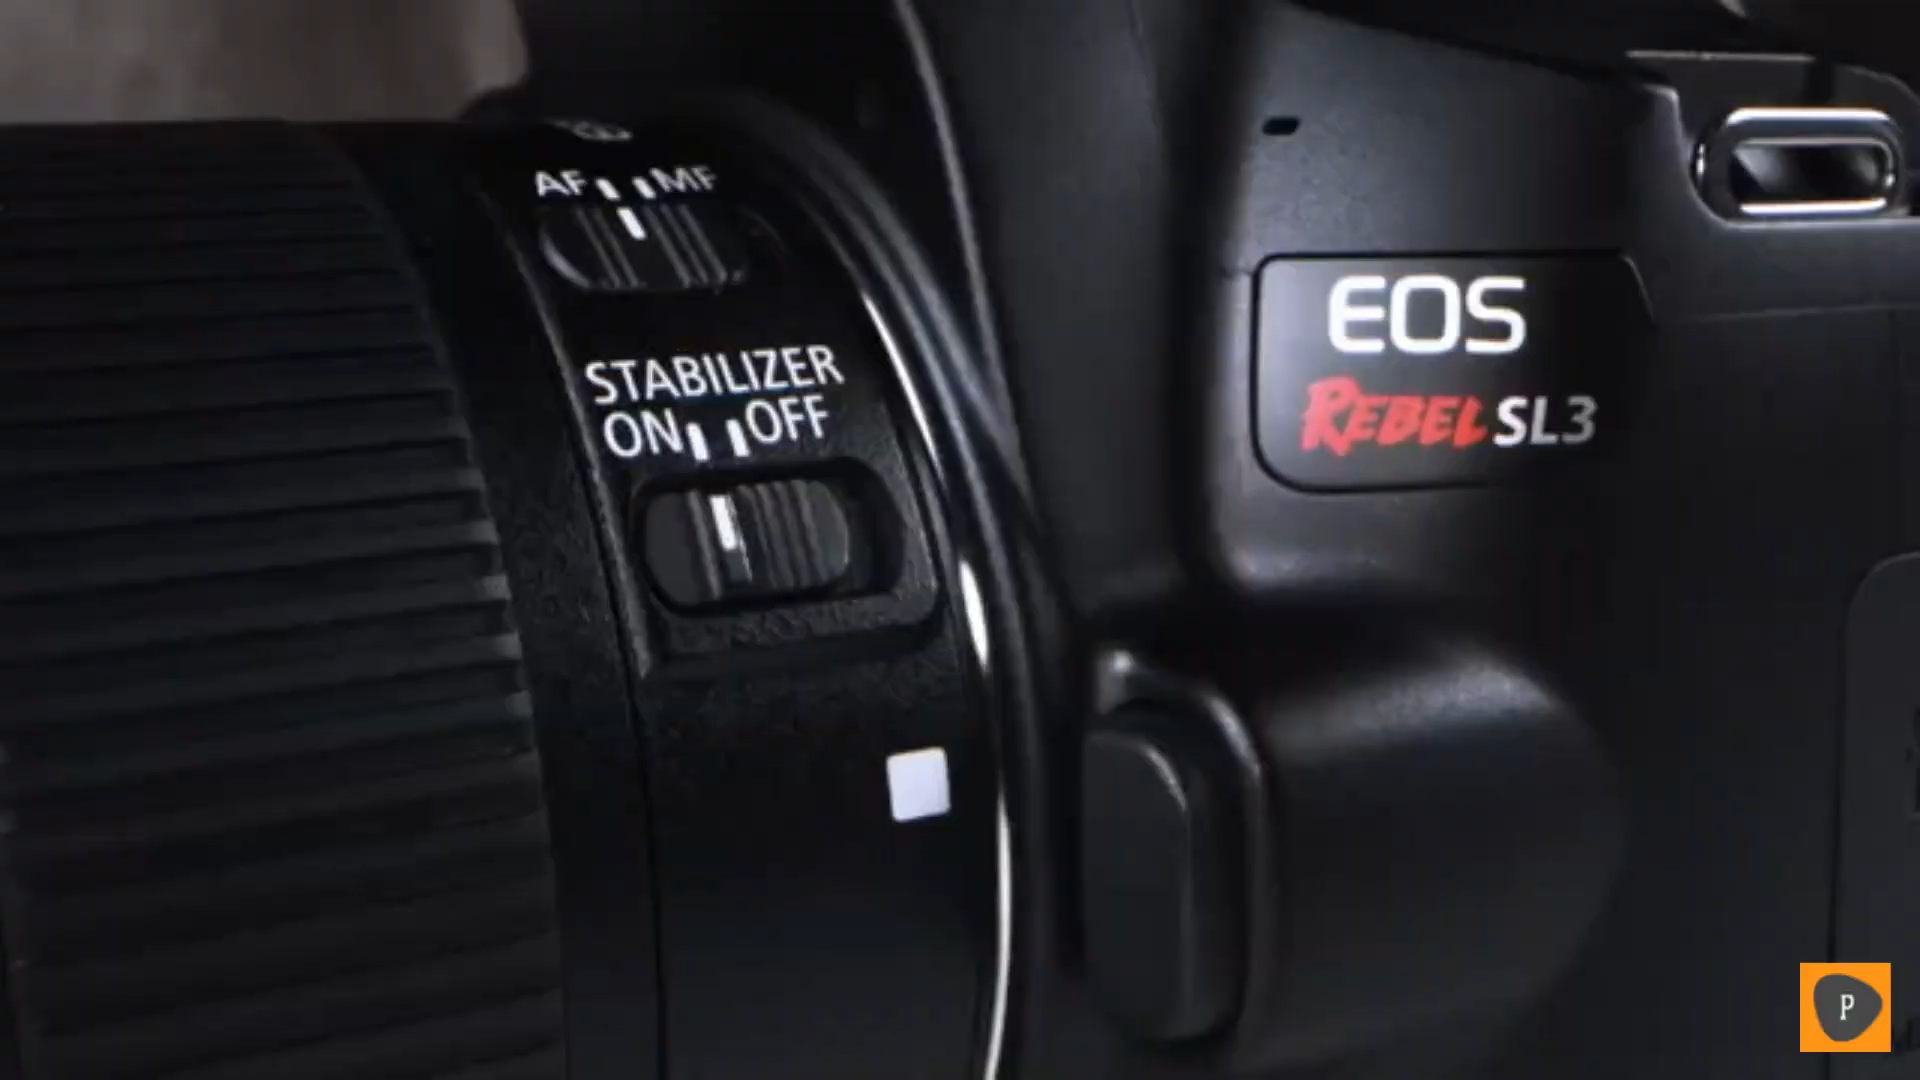 AF MF
STABILIZER
ON OFF
EOS
REBEL SL3
P